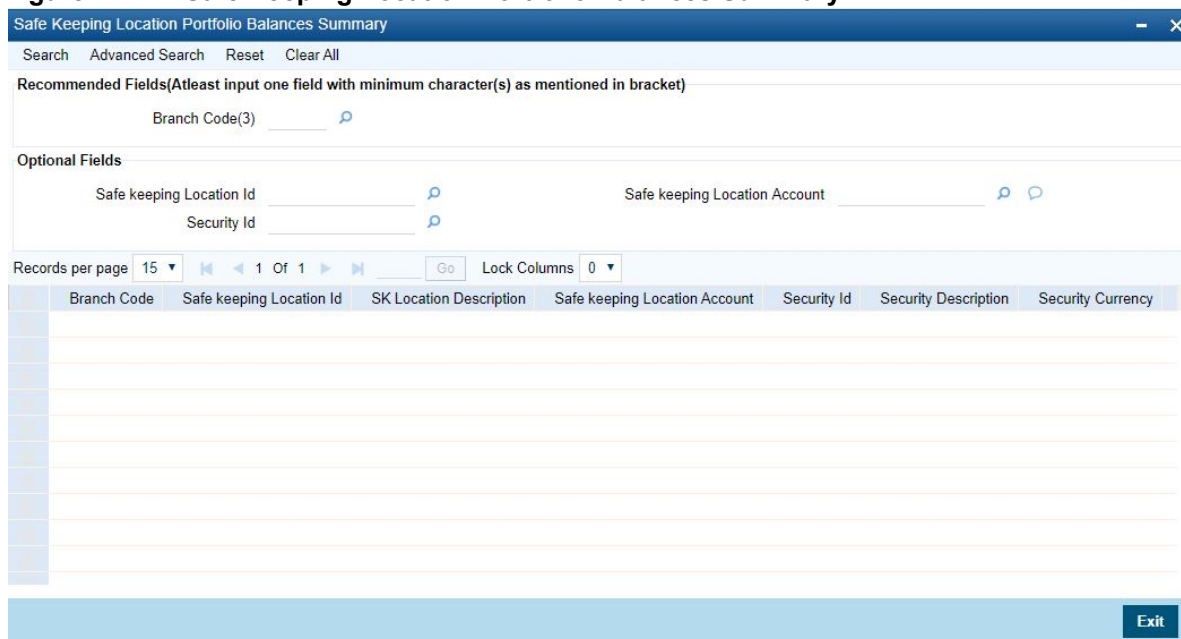 Safe Keeping Location Portfolio Balances Summary
Search Advanced Search Reset Clear All
Recommended Fields(Atleast input one field with minimum character(s) as mentioned in bracket)
Branch Code(3)
Optional Fields
Safe keeping Location Id Safe keeping Location Account
Security Id
Records per page 15 1 Of 1 Go Lock Columns 0
Branch Code Safe keeping Location Id SK Location Description Safe keeping Location Account Security Id Security Description Security Currency
Exit